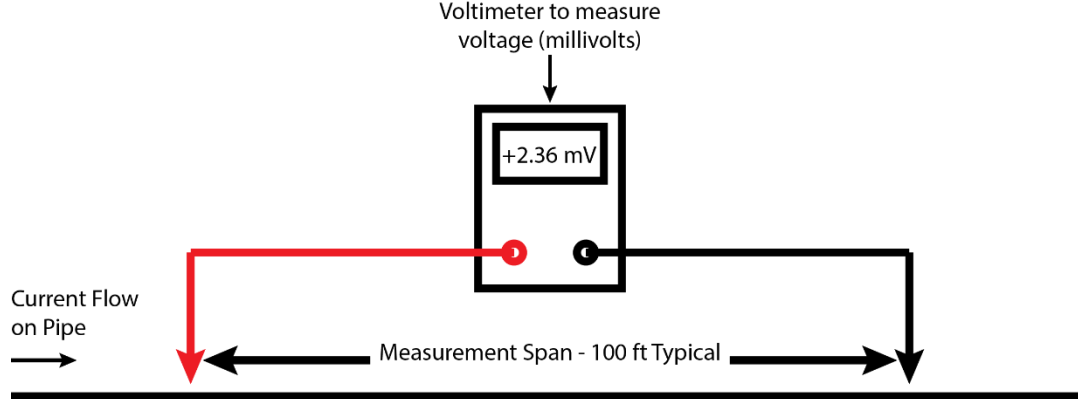 Voltimeter to measure
voltage (millivolts)
+2.36 mV
Current Flow
on Pipe
Measurement Span - 100 ft Typical